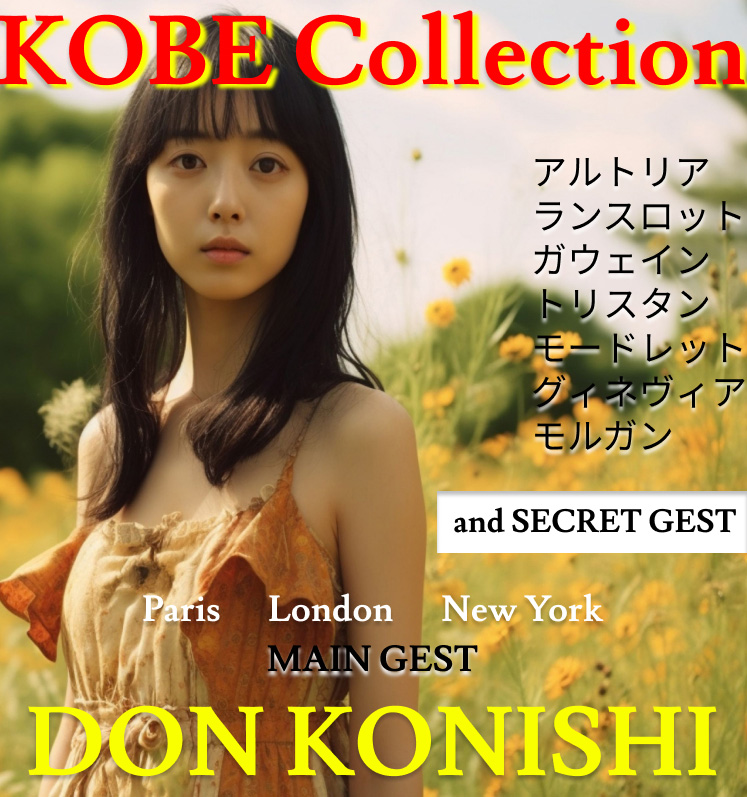 KOBE Collection
アルトリア
ランスロット
ガウェイン
トリスタン
モードレット
グィネヴィア
モルガン
and SECRET GEST
Paris London New York
MAIN GEST
DON KONISHI